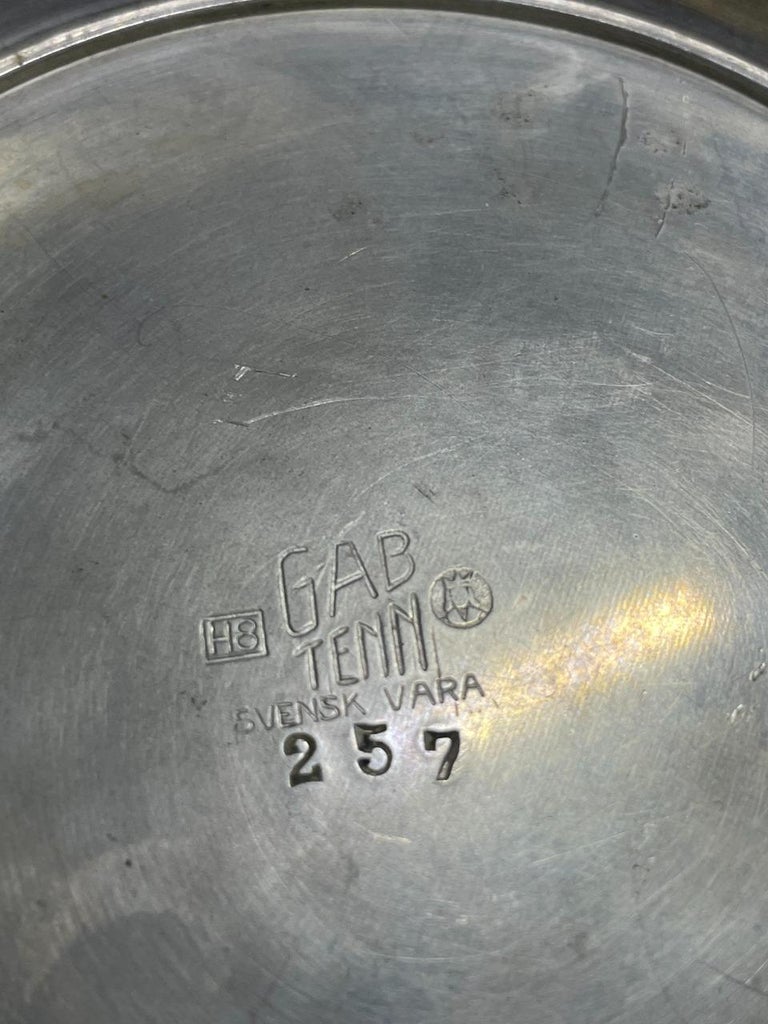 GAB
H8 TENN
SVENSK VARA
257